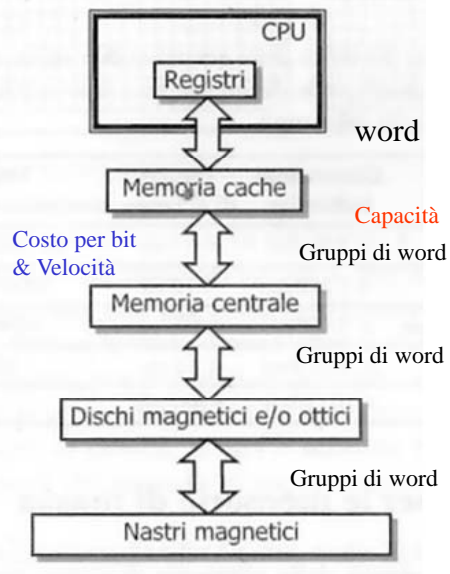 CPU
Registri
word
Memoria cache
Capacità
Costo per bit
& Velocità
Gruppi di word
Memoria centrale
Gruppi di word
Dischi magnetici e/o ottici
Gruppi di word
Nastri magnetici